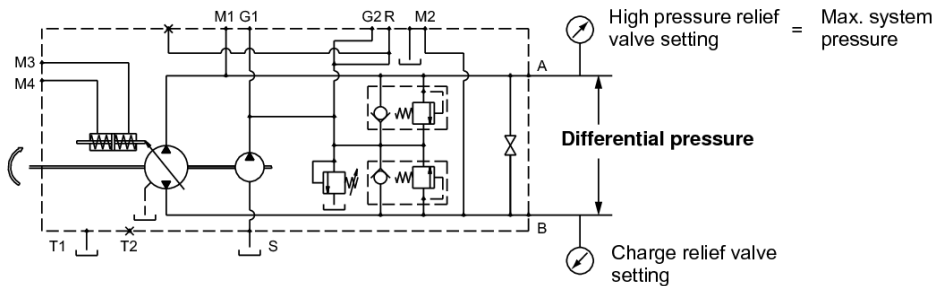 M1 G1 G2 R M2
High pressure relief = Max. system
valve setting pressure
M3
A
M4
Differential pressure
B
T1 T2 S
Charge relief valve
setting